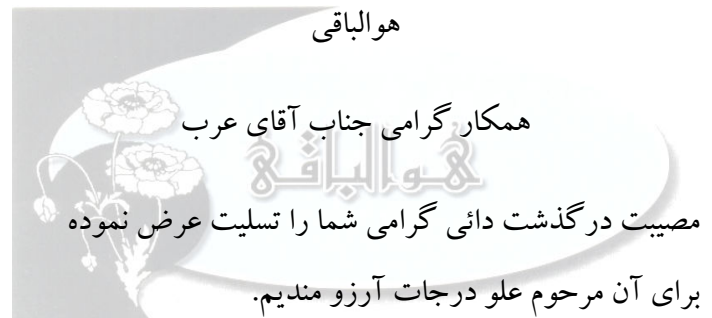 هوالباقی
همکار گرامی جناب آقای عرب
هوالباقی
مصیبت درگذشت دائی گرامی شما را تسلیت عرض نموده
برای آن مرحوم علو درجات آرزو مندیم.